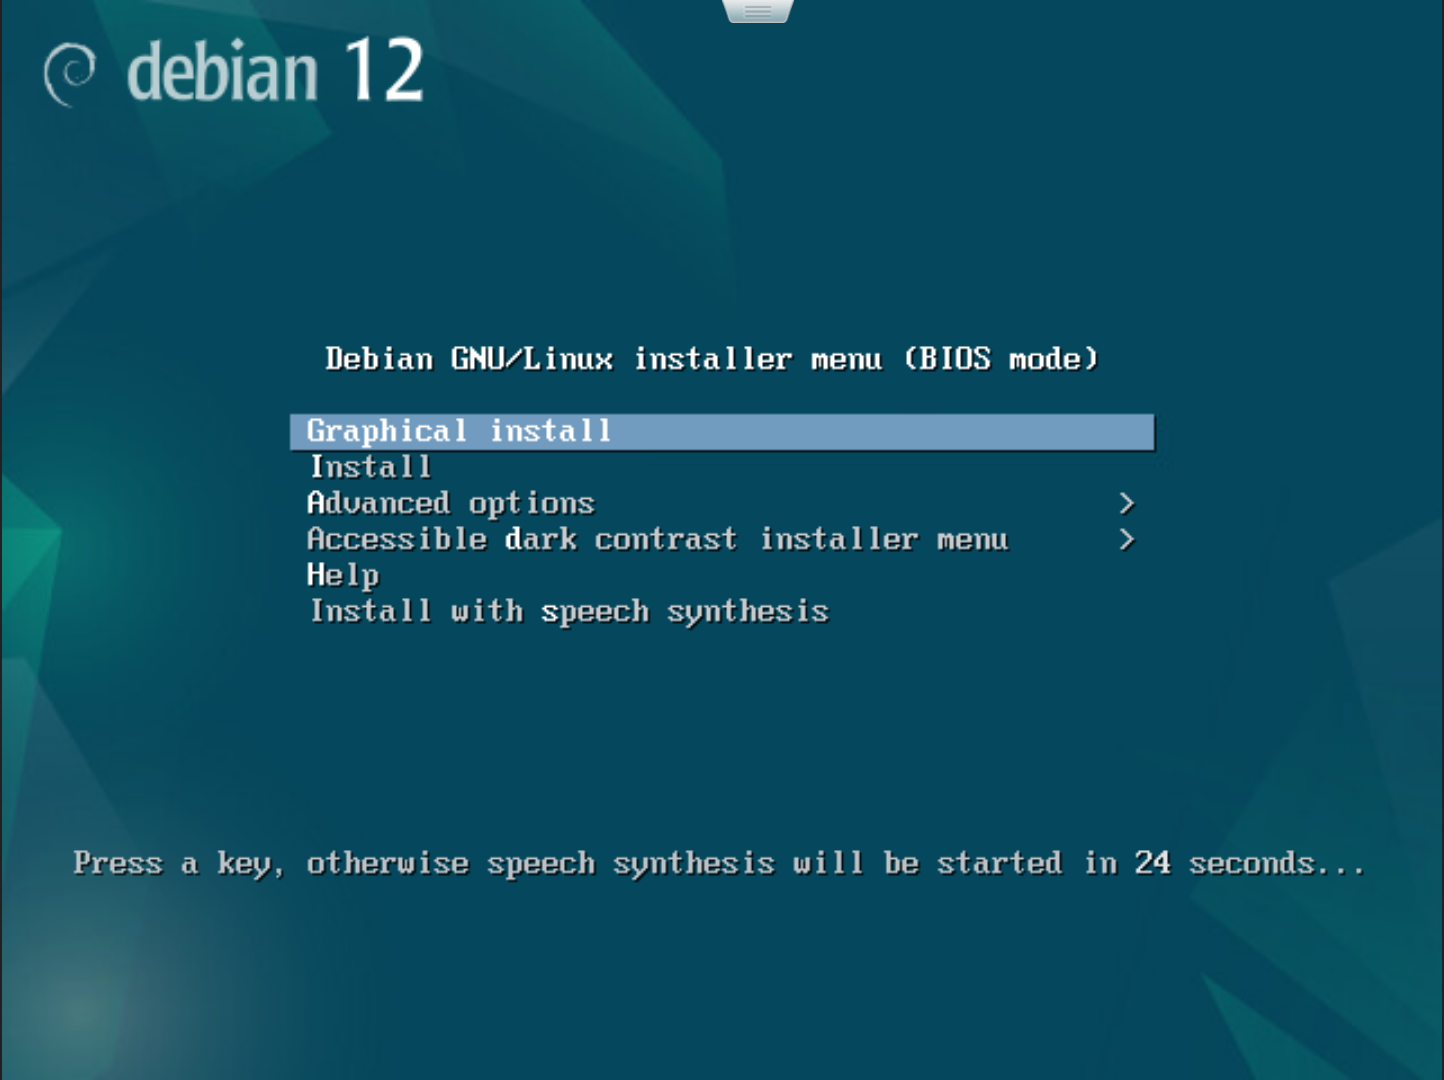 debian 12
Debian GNU/Linux installer menu (BIOS mode)
Graphical install
Install
Advanced options >
Accessible dark contrast installer menu >
Help
Install with speech synthesis
Press a key, otherwise speech synthesis will be started in 24 seconds...